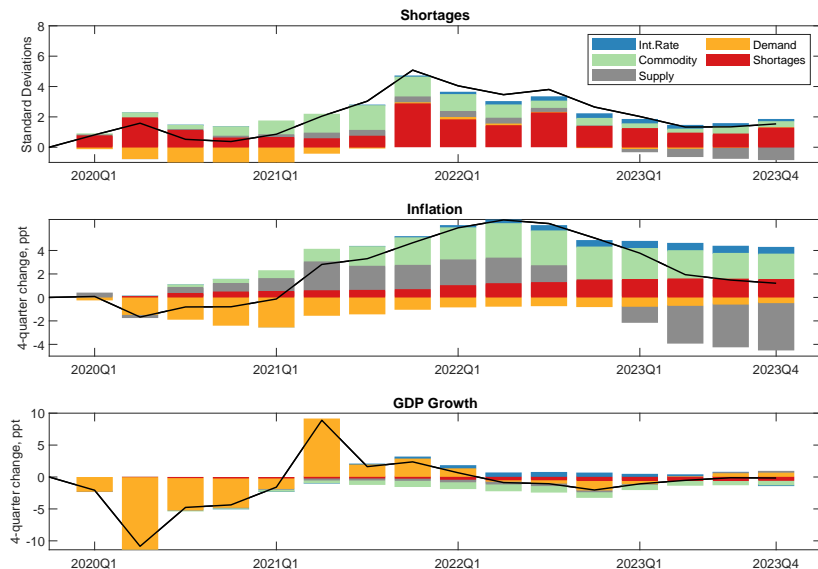 Shortages
Standard Deviations
8
6
4
2
0
Int.Rate
Demand
Commodity
Shortages
Supply
2020Q1
2021Q1
2022Q1
2023Q1
2023Q4
Inflation
4-quarter change, ppt
4
2
0
-2
-4
2020Q1
2021Q1
2022Q1
2023Q1
2023Q4
GDP Growth
4-quarter change, ppt
10
5
0
-5
-10
2020Q1
2021Q1
2022Q1
2023Q1
2023Q4